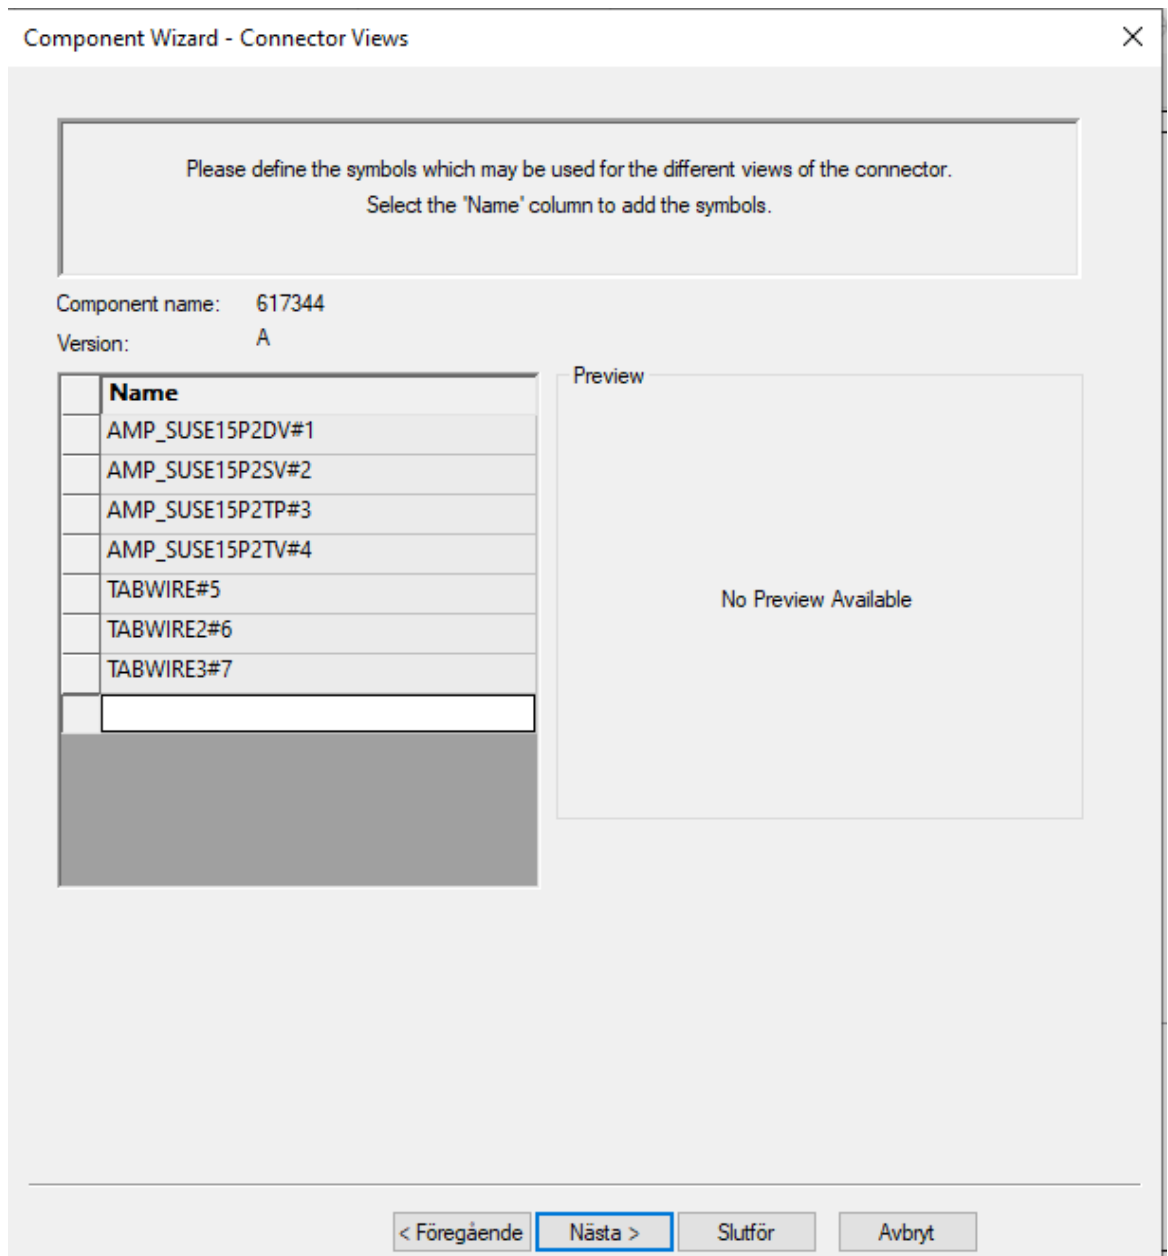 Component Wizard - Connector Views
Please define the symbols which may be used for the different views of the connector.
Select the 'Name' column to add the symbols.
Component name: 617344
Version: A
Name
AMP_SUSE15P2DV#1
AMP_SUSE15P2SV#2
AMP_SUSE15P2TP#3
AMP_SUSE15P2TV#4
TABWIRE#5
TABWIRE2#6
TABWIRE3#7
Preview
No Preview Available
< Föregående Nästa > Slutför Avbryt